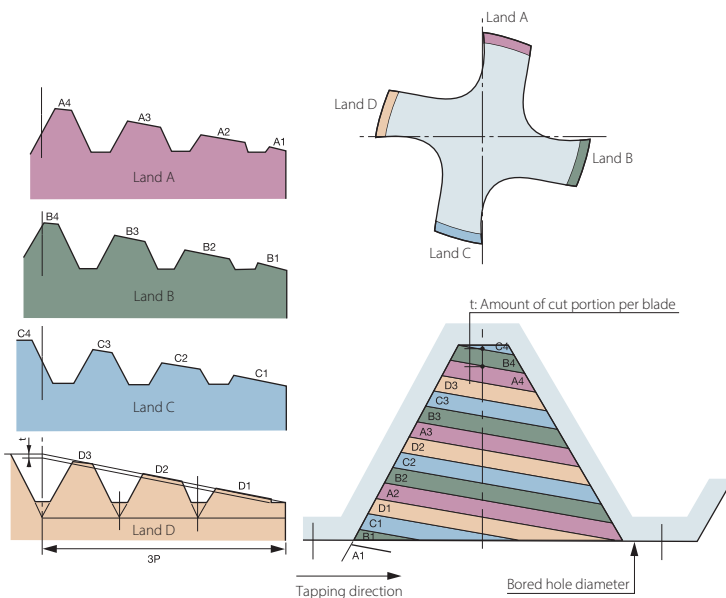 Land A
A4
A3
A2
A1
Land A
Land D
Land B
Land C
B4
B3
B2
B1
Land B
t: Amount of cut portion per blade
C4
C3
C2
C1
Land C
C4
B4
A4
D3
C3
B3
A3
D2
C2
B2
A2
D1
C1
B1
A1
t
D3
D2
D1
Land D
3P
Tapping direction
Bored hole diameter